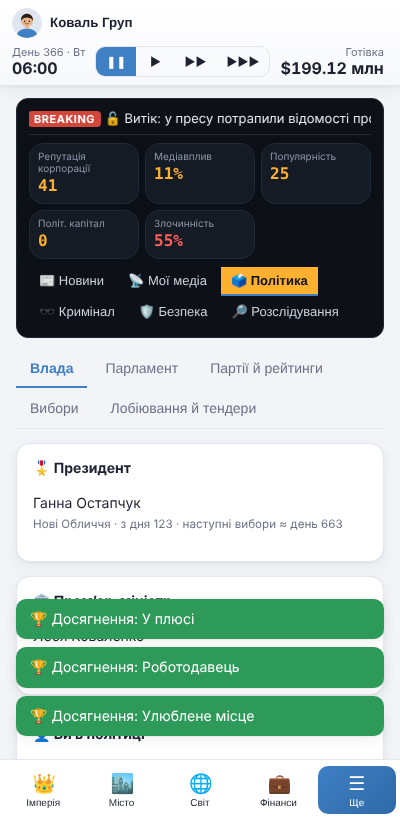 Коваль Груп
День 366 · Вт
06:00
Готівка
$199.12 млн
BREAKING 🔓 Витік: у пресу потрапили відомості
Репутація корпорації
41
Медіавплив
11%
Популярність
25
Політ. капітал
0
Злочинність
55%
📰 Новини 📡 Мої медіа 🗳️ Політика
🕶️ Кримінал 🛡️ Безпека 🔎 Розслідування
Влада Парламент Партії й рейтинги
Вибори Лобіювання й тендери
🎖️ Президент
Ганна Остапчук
Нові Обличчя · з дня 123 · наступні вибори ≈ день 663
🏆 Досягнення: У плюсі
🏆 Досягнення: Роботодавець
🏆 Досягнення: Улюблене місце
Імперія Місто Світ Фінанси Ще